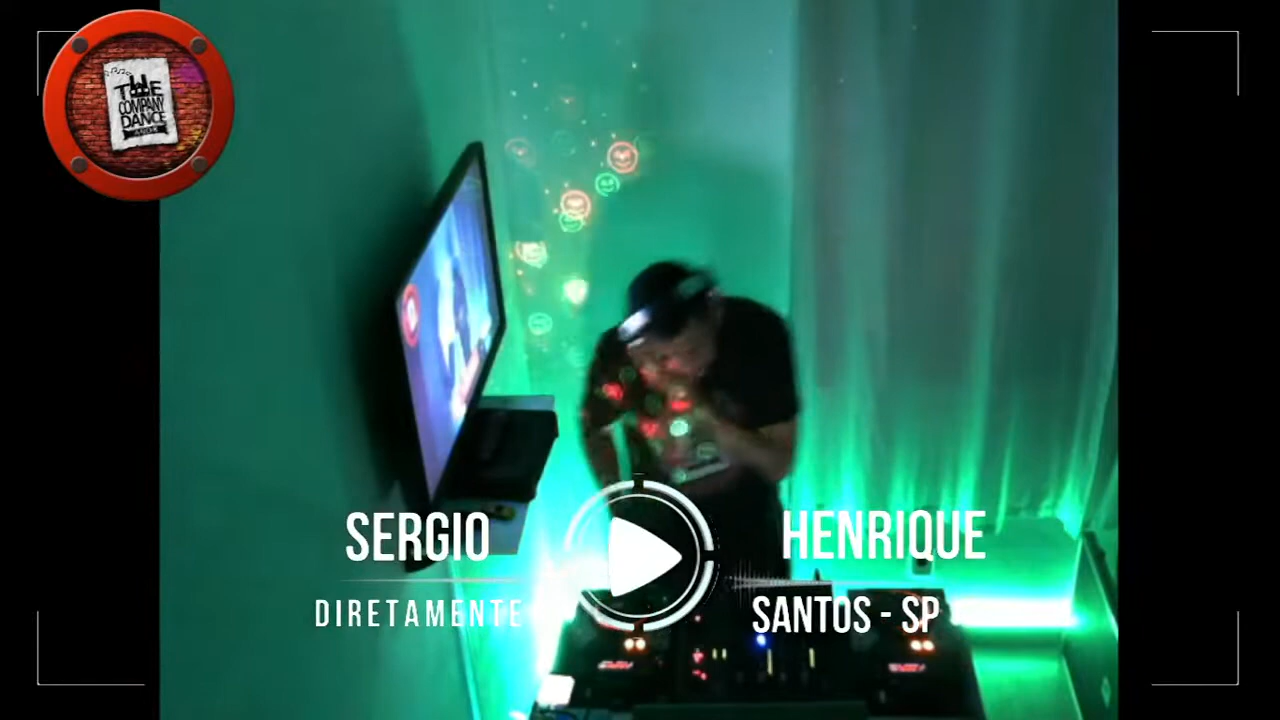 THE
COMPANY
DANCE
SERGIO
HENRIQUE
DIRETAMENTE
SANTOS - SP